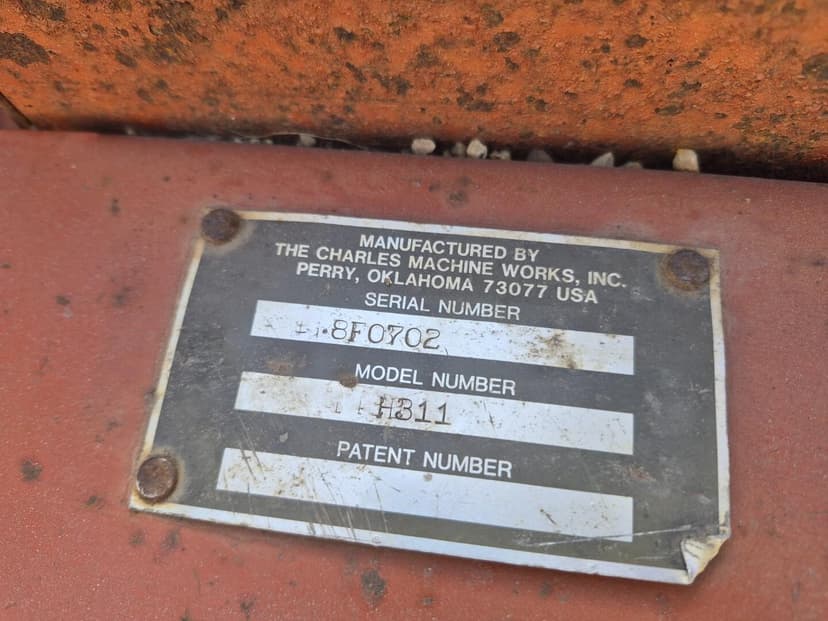 MANUFACTURED BY
THE CHARLES MACHINE WORKS, INC.
PERRY, OKLAHOMA 73077 USA
SERIAL NUMBER
8F0702
MODEL NUMBER
H311
PATENT NUMBER